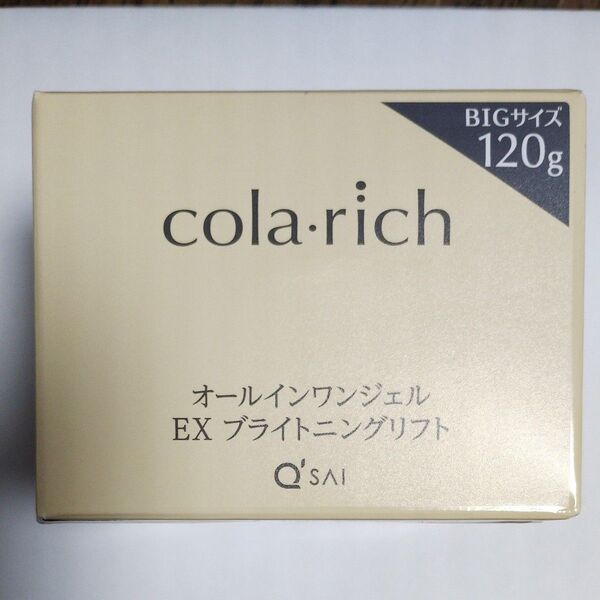 BIGサイズ
120g
cola·rich
オールインワンジェル
EX ブライトニングリフト
Q'SAI